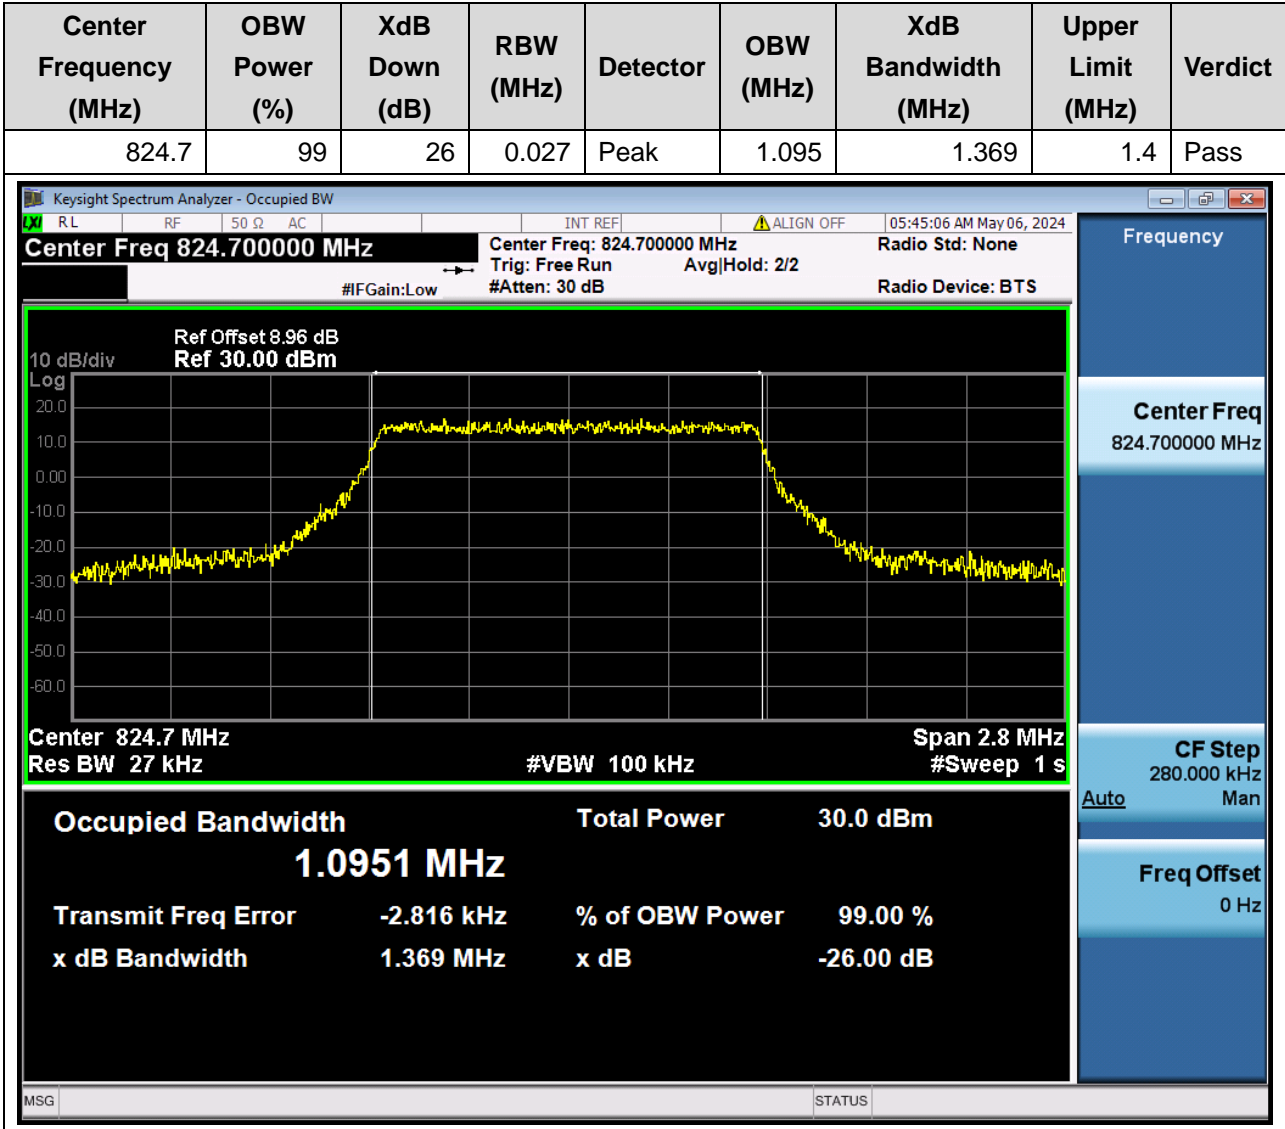 Center Frequency (MHz) OBW Power (%) XdB Down (dB) RBW (MHz) Detector OBW (MHz) XdB Bandwidth (MHz) Upper Limit (MHz) Verdict
824.7 99 26 0.027 Peak 1.095 1.369 1.4 Pass
Keysight Spectrum Analyzer - Occupied BW
LXI RL RF 50 Ω AC INT REF ALIGN OFF 05:45:06 AM May 06, 2024
Center Freq 824.700000 MHz
Center Freq: 824.700000 MHz
Radio Std: None
Trig: Free Run Avg|Hold: 2/2
#IFGain:Low
#Atten: 30 dB
Radio Device: BTS
Ref Offset 8.96 dB
10 dB/div Ref 30.00 dBm
Log
20.0
10.0
0.00
-10.0
-20.0
-30.0
-40.0
-50.0
-60.0
Center 824.7 MHz Span 2.8 MHz
Res BW 27 kHz #VBW 100 kHz #Sweep 1 s
Occupied Bandwidth Total Power 30.0 dBm
1.0951 MHz
Transmit Freq Error -2.816 kHz % of OBW Power 99.00 %
x dB Bandwidth 1.369 MHz x dB -26.00 dB
Frequency
Center Freq
824.700000 MHz
CF Step
280.000 kHz
Auto Man
Freq Offset
0 Hz
MSG STATUS